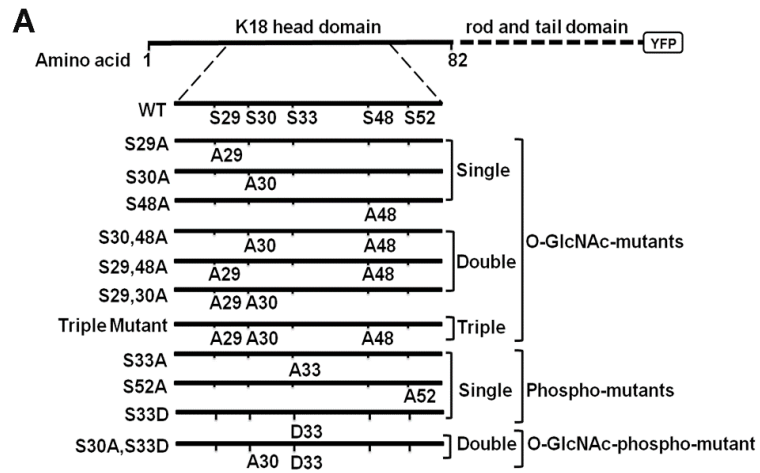 A
K18 head domain rod and tail domain
YFP
Amino acid 1 82
WT
S29 S30 S33 S48 S52
S29A
A29
S30A
A30
Single
S48A
A48
S30,48A
A30 A48
O-GlcNAc-mutants
S29,48A
A29 A48
Double
S29,30A
A29 A30
Triple Mutant
A29 A30 A48
Triple
S33A
A33
S52A
A52
Single Phospho-mutants
S33D
D33
S30A,S33D
A30 D33
Double O-GlcNAc-phospho-mutant